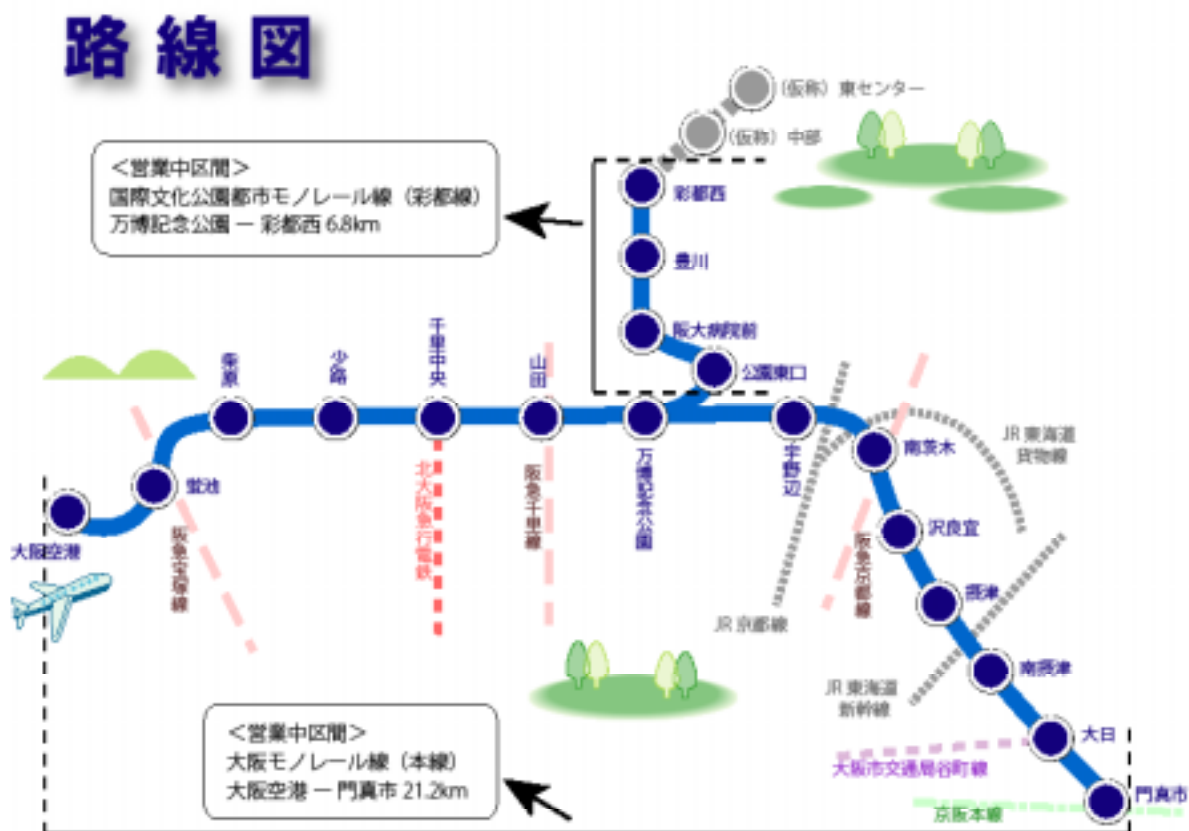 路線図
(仮称)東センター
(仮称)中部
<営業中区間>
国際文化公園都市モノレール線(彩都線)
万博記念公園 ー 彩都西 6.8km
彩都西
豊川
阪大病院前
公園東口
柴原
少路
千里中央
山田
万博記念公園
宇野辺
南茨木
JR 東海道
貨物線
蛍池
大阪空港
阪急宝塚線
北大阪急行電鉄
阪急千里線
沢良宜
阪急京都線
摂津
JR 京都線
南摂津
JR 東海道
新幹線
<営業中区間>
大阪モノレール線(本線)
大阪空港 ー 門真市 21.2km
大日
大阪市交通局谷町線
門真市
京阪本線